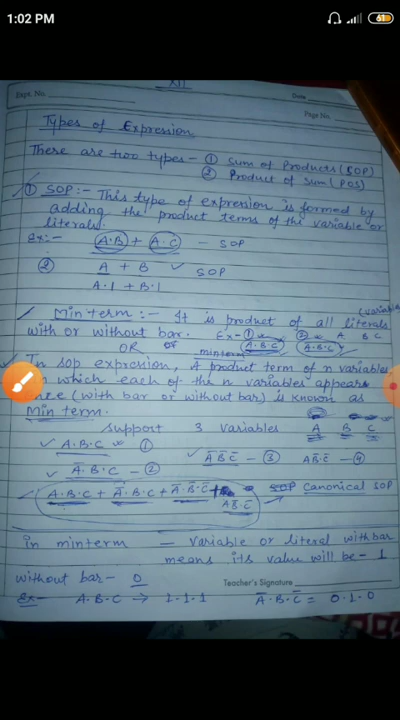 1:02 PM
61
XII
Expt. No.
Date
Page No.
Types of Expression
There are two types - ① Sum of Products (SOP)
② Product of Sum (POS)
① SOP :- This type of expression is formed by
adding the product terms of the variable or
literals.
Ex:- (A·B) + (A·C) - SOP
② A + B ✓ SOP
A·1 + B·1
Min term :- It is product of all literals (variable
with or without bar. Ex - ① A·B·C ② A B C
OR minterm A·B·C
In SOP expression, A product term of n variables
in which each of the n variables appears
(with bar or without bar) is known as
Min term.
Support 3 variables A B C
✓ A·B·C ① ✓ A̅B̅C̅ - ③ AB̅C̅ - ④
✓ A̅·B·C - ②
A·B·C + A̅·B·C + A̅·B̅·C̅ + AB̅C̅ → SOP Canonical SOP
in minterm - Variable or literal with bar
means its value will be - 1
without bar - 0
Teacher's Signature
Ex - A·B·C → 1·1·1 A̅·B·C̅ = 0·1·0